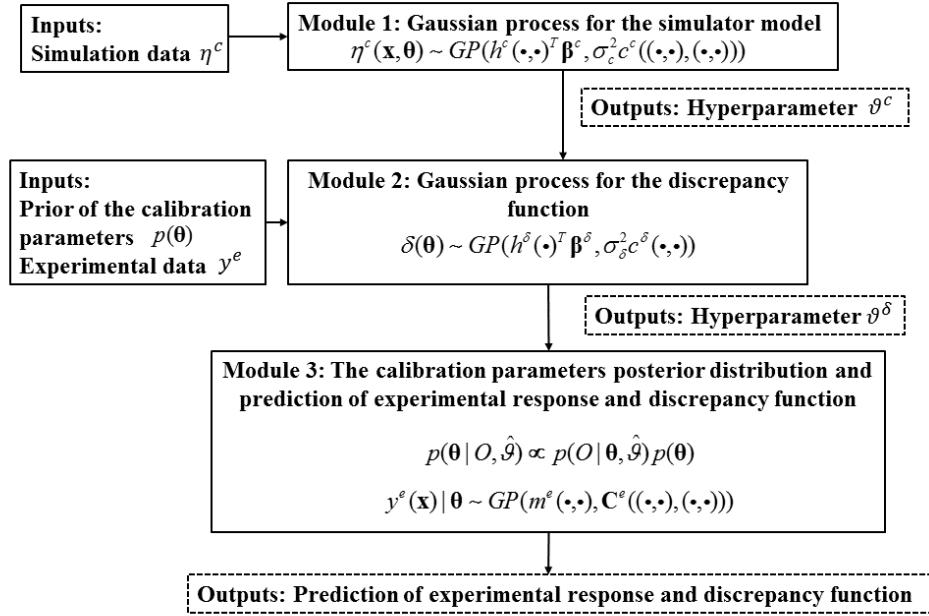 Inputs:
Simulation data η^c
Module 1: Gaussian process for the simulator model
η^c(𝐱,𝛉) ~ GP(h^c(•,•)^T 𝛃^c, σ_c^2 c^c((•,•),(•,•)))
Outputs: Hyperparameter ϑ^c
Inputs:
Prior of the calibration
parameters p(𝛉)
Experimental data y^e
Module 2: Gaussian process for the discrepancy
function
δ(𝛉) ~ GP(h^δ(•)^T 𝛃^δ, σ_δ^2 c^δ(•,•))
Outputs: Hyperparameter ϑ^δ
Module 3: The calibration parameters posterior distribution and
prediction of experimental response and discrepancy function
p(𝛉 | O, ϑ̂) ∝ p(O | 𝛉, ϑ̂) p(𝛉)
y^e(𝐱) | 𝛉 ~ GP(m^e(•,•), 𝐂^e((•,•),(•,•)))
Outputs: Prediction of experimental response and discrepancy function